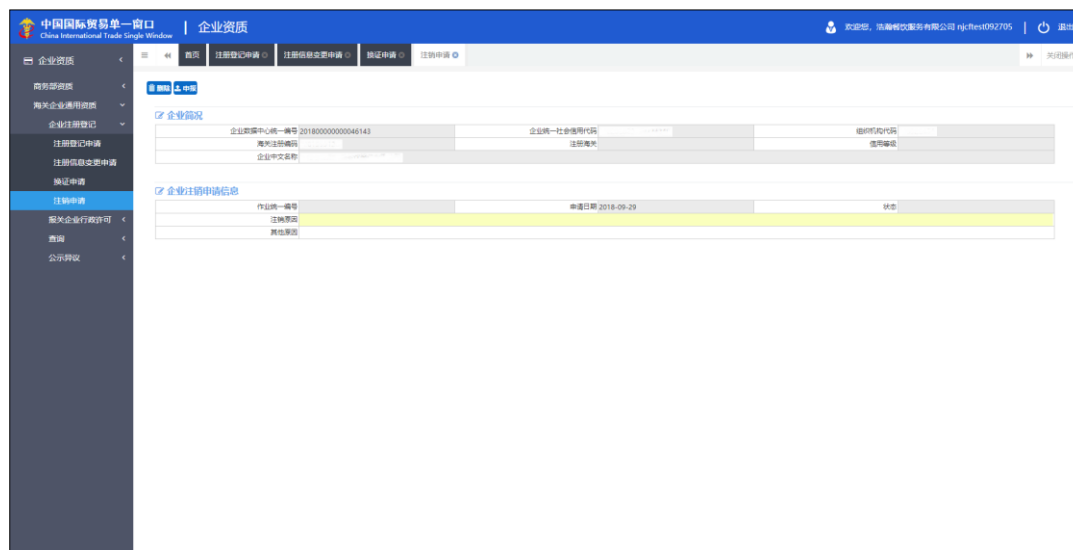 中国国际贸易单一窗口 | 企业资质
China International Trade Single Window
欢迎您，浩瀚餐饮服务有限公司 njcftest092705 | 退出
企业资质
首页 注册登记申请 注册信息变更申请 换证申请 注销申请 关闭操作
商务部资质
海关企业通用资质
企业注册登记
注册登记申请
注册信息变更申请
换证申请
注销申请
报关企业行政许可
查询
公示异议
删除 申报
企业简况
企业数据中心统一编号 201800000000046143 企业统一社会信用代码 组织机构代码
海关注册编码 注册海关 信用等级
企业中文名称
企业注销申请信息
作业统一编号 申请日期 2018-09-29 状态
注销原因
其他原因